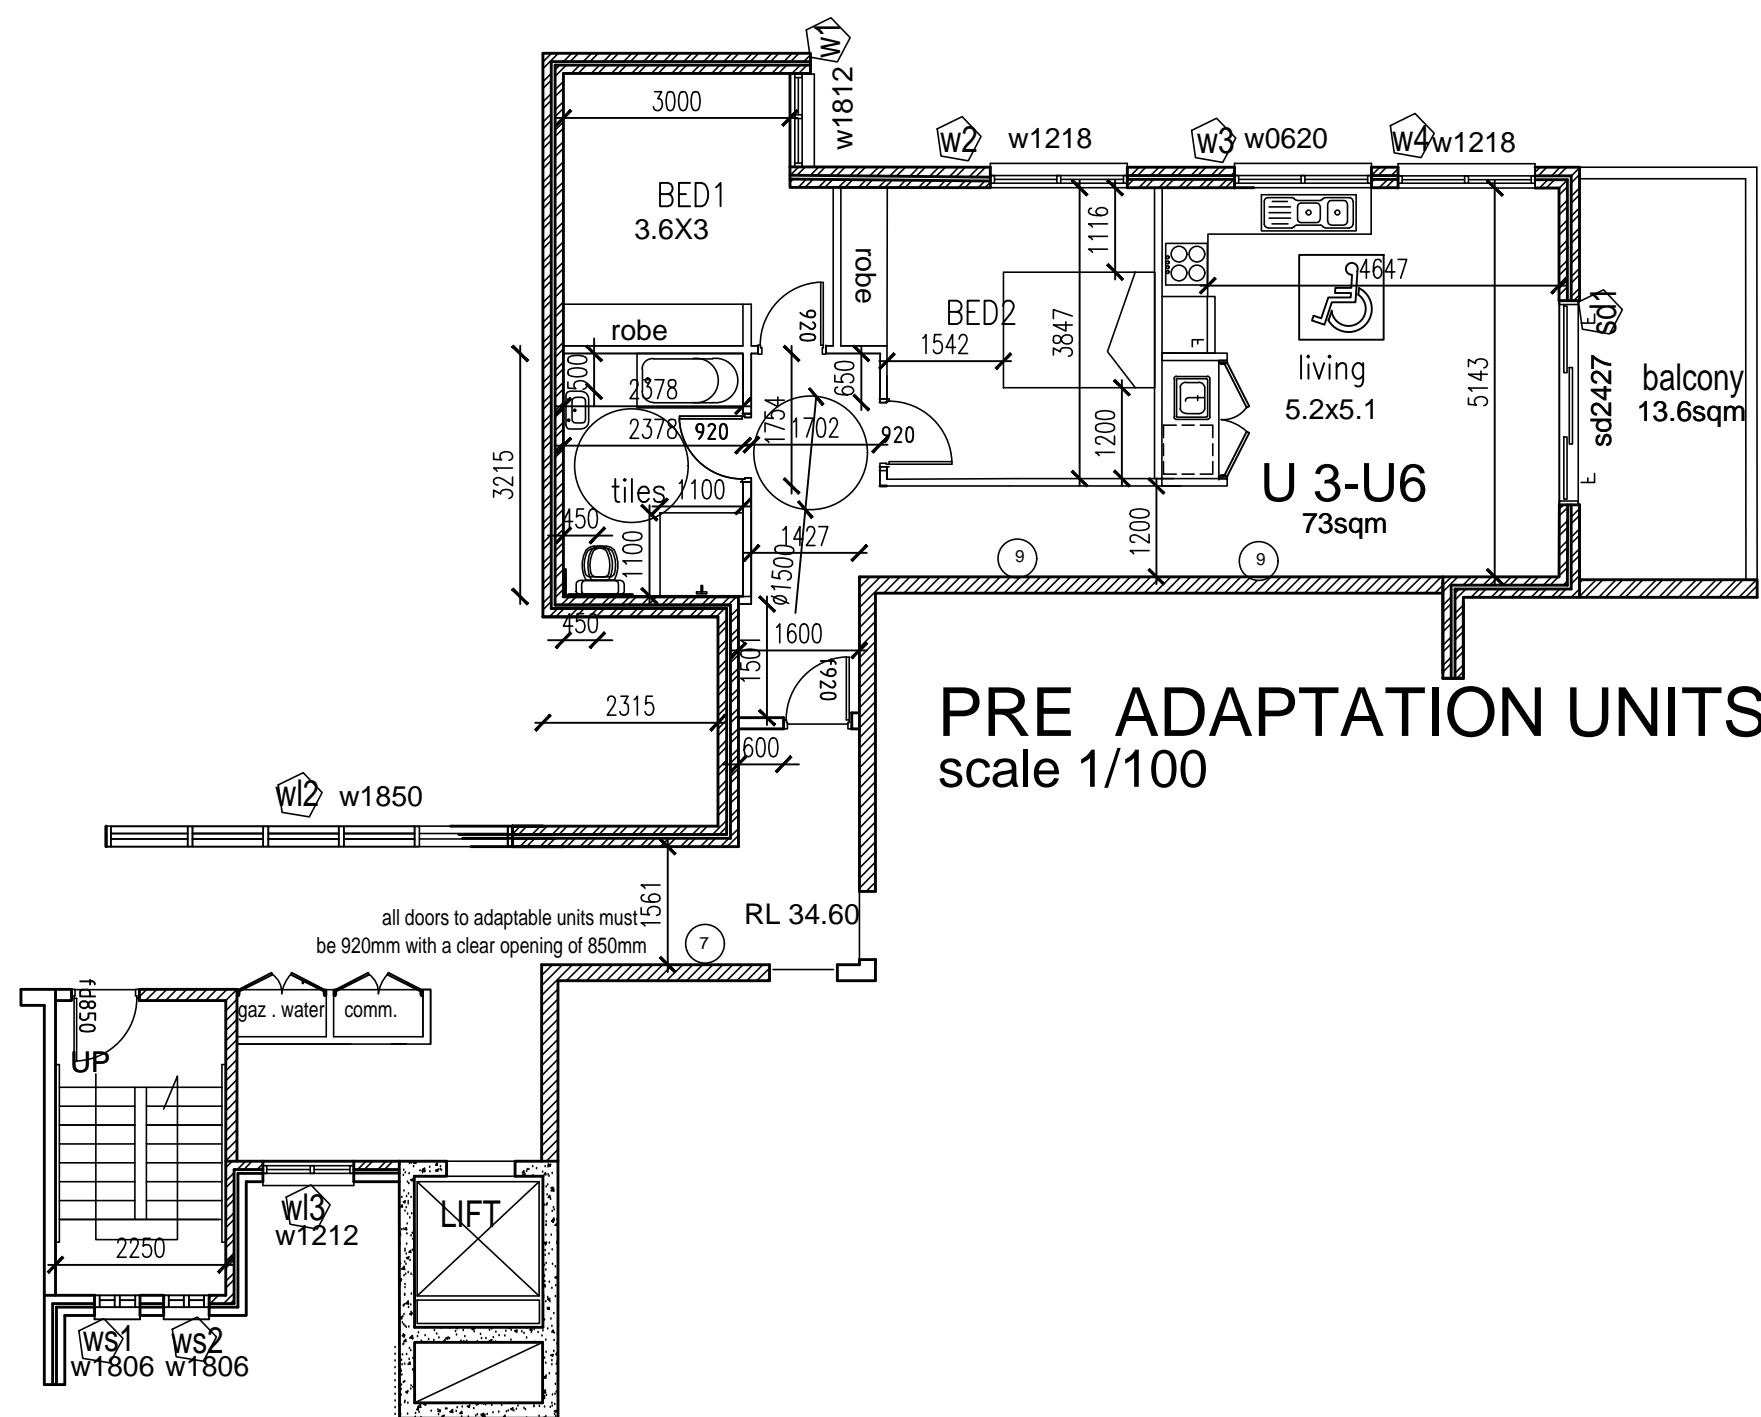 w1
w1812
3000
w2 w1218
w3 w0620
w4 w1218
BED1
3.6X3
robe
1116
4647
sd1
robe
920
BED2
1542
3847
F
living
5.2x5.1
5143
sd2427
balcony
13.6sqm
500
2378
650
1754
2378
920
1702
920
1200
t
3215
tiles
1100
U 3-U6
73sqm
450
1100
1427
ø1500
1200
9
9
450
150
1600
f920
2315
600
PRE ADAPTATION UNITS
scale 1/100
wl2 w1850
1561
all doors to adaptable units must
be 920mm with a clear opening of 850mm
7
RL 34.60
fd850
gaz . water
comm.
UP
wl3
w1212
LIFT
2250
ws1
w1806
ws2
w1806